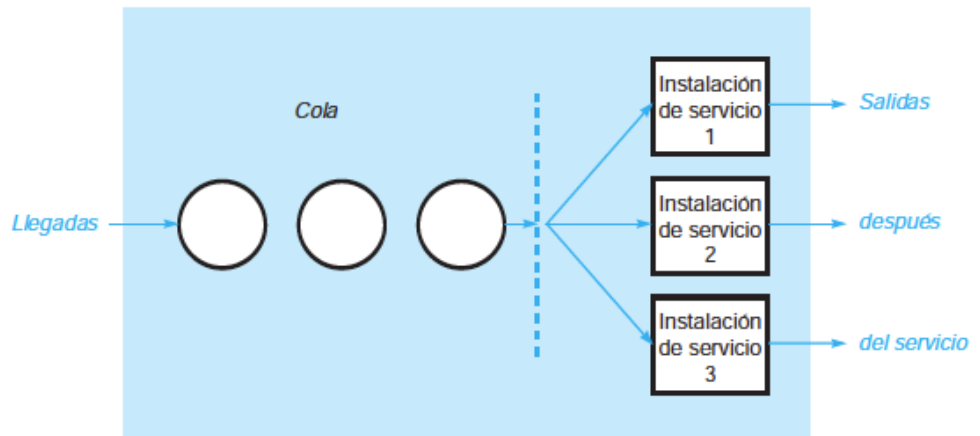 Cola
Llegadas
Instalación
de servicio
1
Salidas
Instalación
de servicio
2
después
Instalación
de servicio
3
del servicio